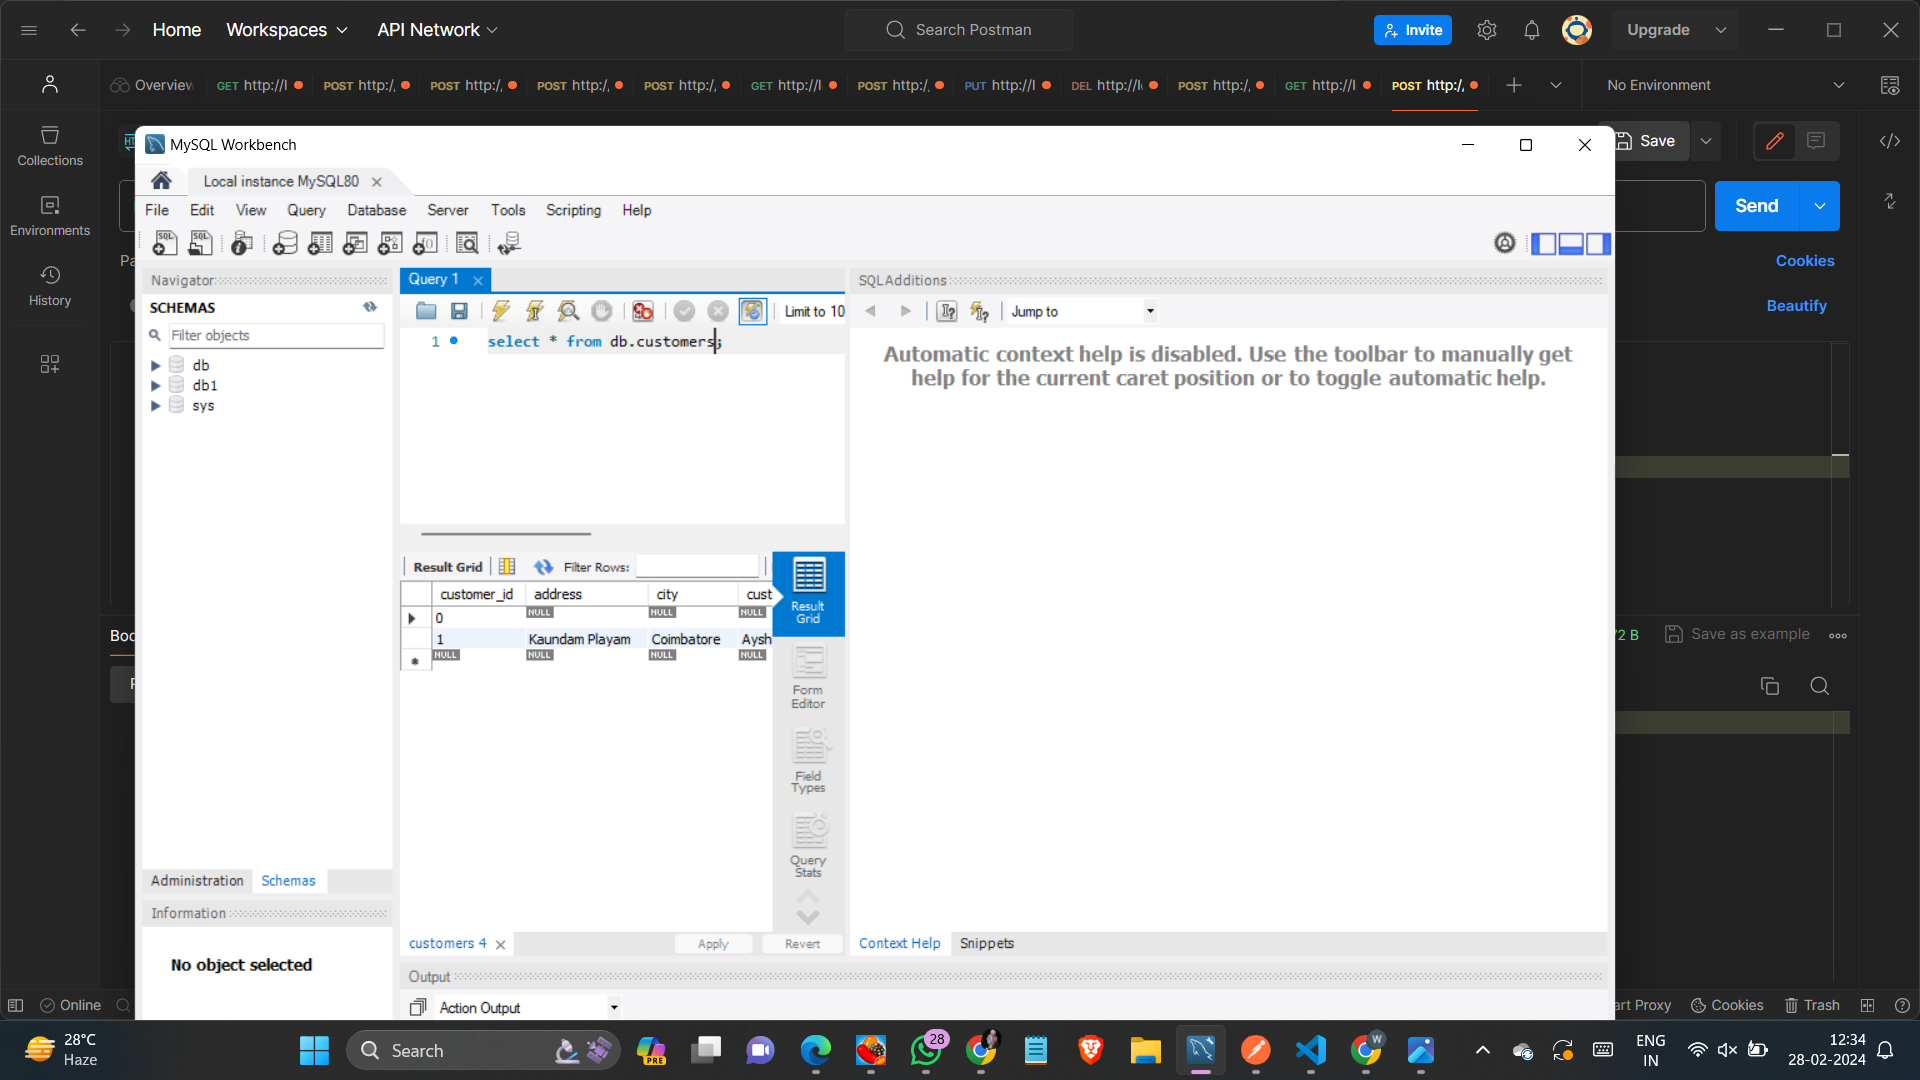 Home
Workspaces
API Network
Search Postman
Invite
Upgrade
Overview
GET http://l
POST http:/
POST http:/
POST http:/
POST http:/
GET http://l
POST http:/
PUT http://l
DEL http://l
POST http:/
GET http://l
POST http:/
No Environment
Collections
Environments
History
MySQL Workbench
Save
Local instance MySQL80
File Edit View Query Database Server Tools Scripting Help
Send
Pa
Cookies
Beautify
Navigator
SCHEMAS
Filter objects
db
db1
sys
Query 1
Limit to 10
1 select * from db.customers;
SQLAdditions
Jump to
Automatic context help is disabled. Use the toolbar to manually get
help for the current caret position or to toggle automatic help.
Result Grid
Filter Rows:
customer_id address city cust
0 NULL NULL NULL
1 Kaundam Playam Coimbatore Aysh
NULL NULL NULL NULL
Result
Grid
Form
Editor
Field
Types
Query
Stats
Boc
72 B
Save as example
Administration
Schemas
Information
No object selected
customers 4
Apply
Revert
Context Help
Snippets
Output
Action Output
Online
art Proxy
Cookies
Trash
28°C
Haze
Search
PRE
28
W
ENG
IN
12:34
28-02-2024